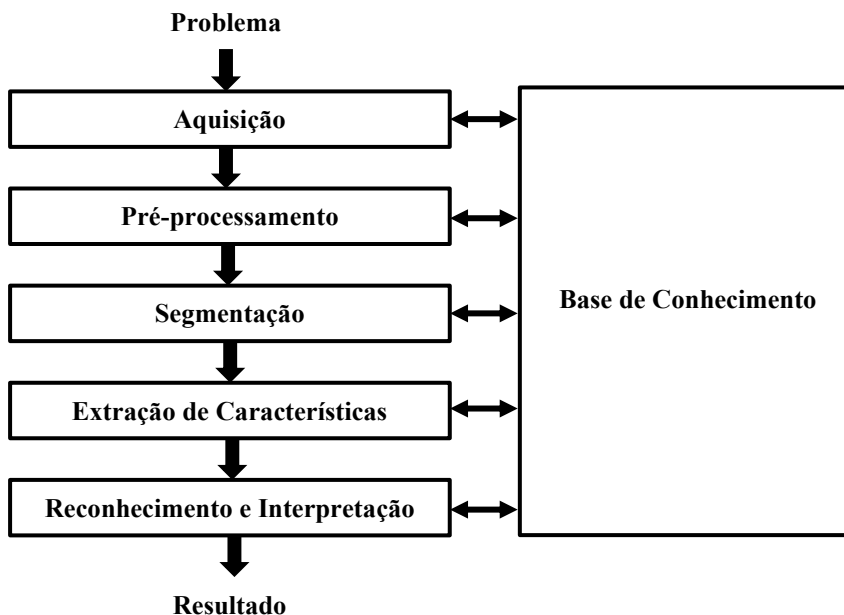 Problema
Aquisição
Pré-processamento
Segmentação
Base de Conhecimento
Extração de Características
Reconhecimento e Interpretação
Resultado